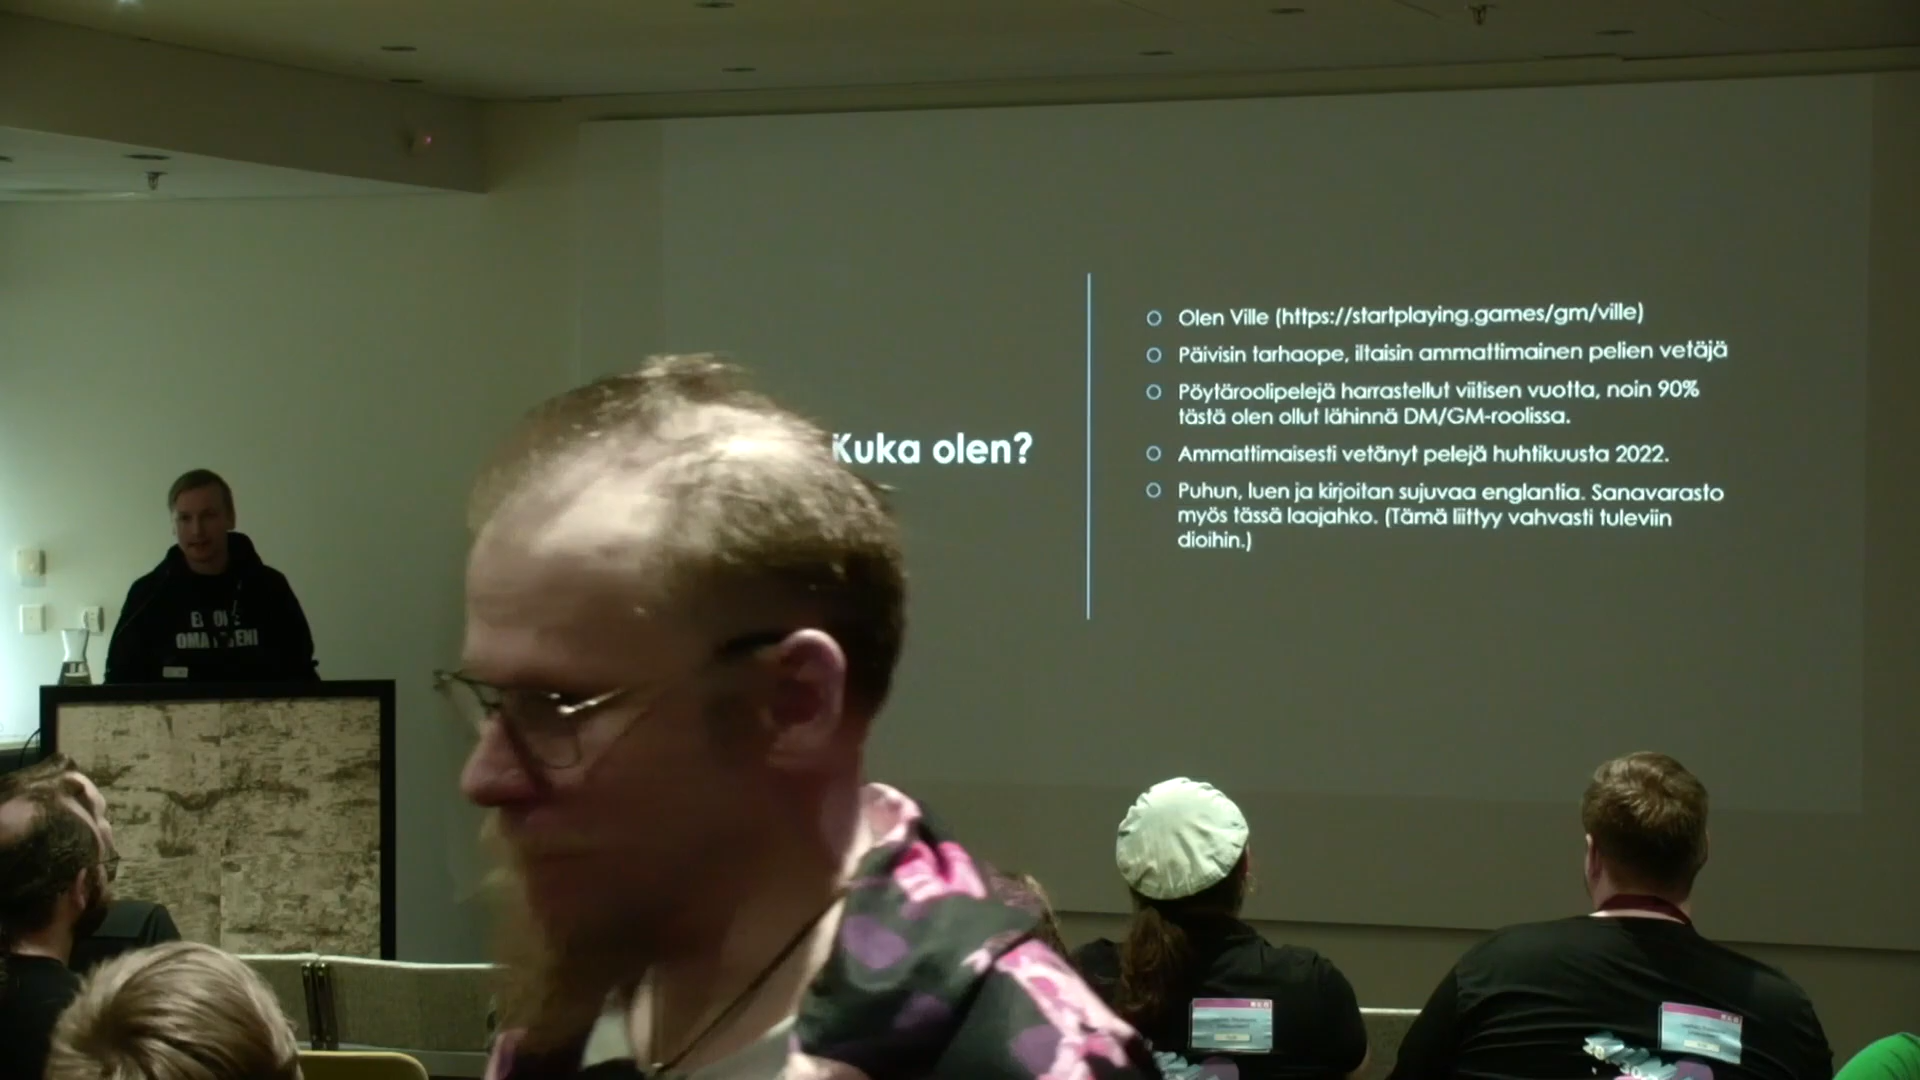 Kuka olen?
Olen Ville (https://startplaying.games/gm/ville)
Päivisin tarhaope, iltaisin ammattimainen pelien vetäjä
Pöytäroolipelejä harrastellut viitisen vuotta, noin 90%
tästä olen ollut lähinnä DM/GM-roolissa.
Ammattimaisesti vetänyt pelejä huhtikuusta 2022.
Puhun, luen ja kirjoitan sujuvaa englantia. Sanavarasto
myös tässä laajahko. (Tämä liittyy vahvasti tuleviin
dioihin.)